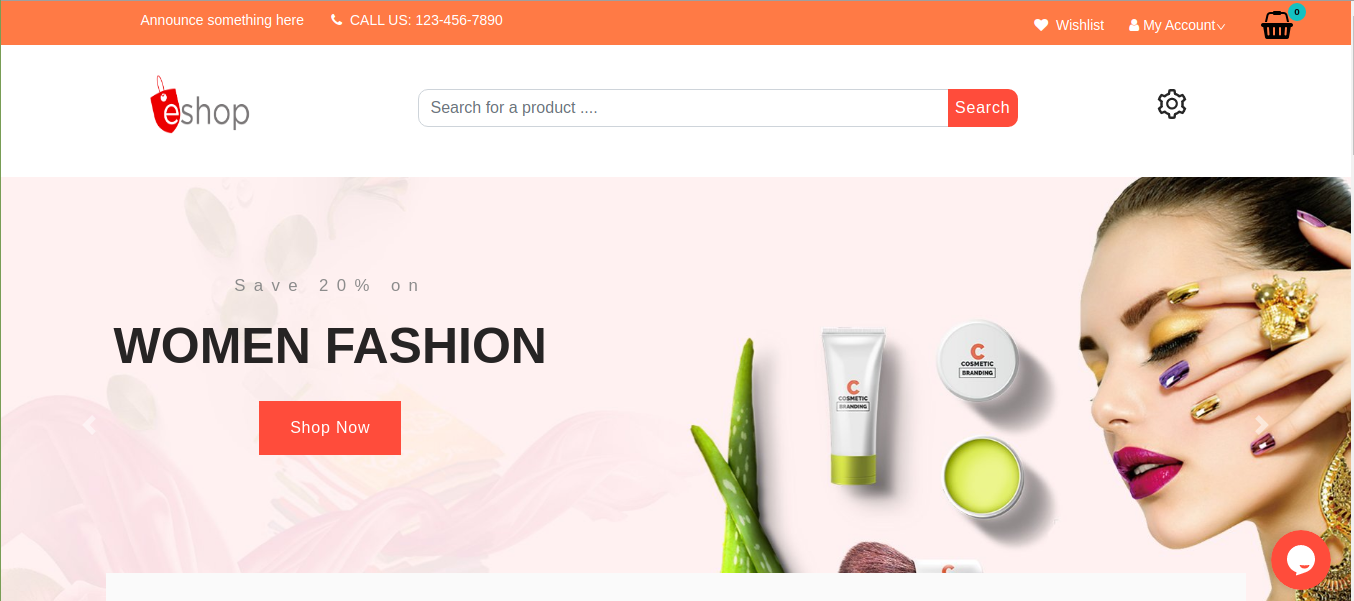 Announce something here CALL US: 123-456-7890 Wishlist My Account 0
eshop Search for a product .... Search
Save 20% on
WOMEN FASHION
Shop Now
C
COSMETIC
BRANDING
C
COSMETIC
BRANDING
C